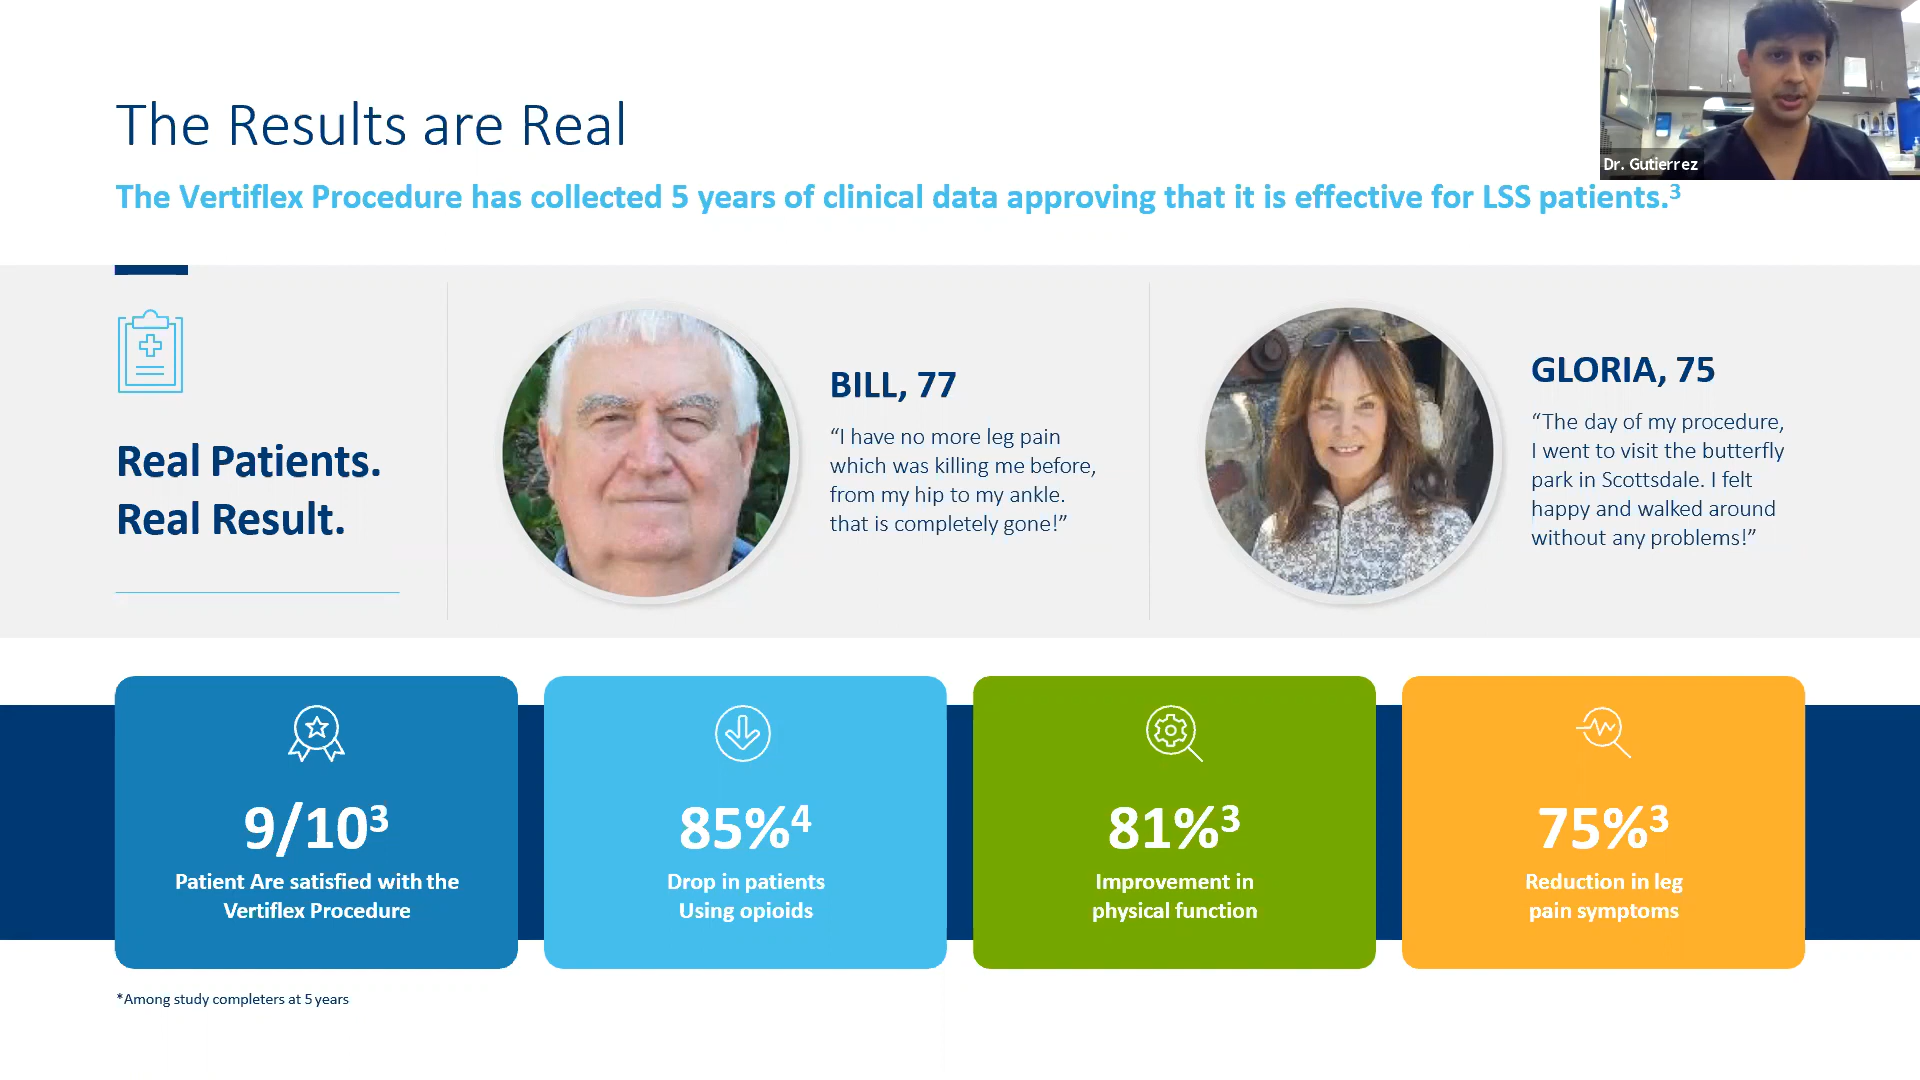 The Results are Real
Dr. Gutierrez
The Vertiflex Procedure has collected 5 years of clinical data approving that it is effective for LSS patients.³
Real Patients.
Real Result.
BILL, 77
“I have no more leg pain
which was killing me before,
from my hip to my ankle.
that is completely gone!”
GLORIA, 75
“The day of my procedure,
I went to visit the butterfly
park in Scottsdale. I felt
happy and walked around
without any problems!”
9/10³
Patient Are satisfied with the
Vertiflex Procedure
85%⁴
Drop in patients
Using opioids
81%³
Improvement in
physical function
75%³
Reduction in leg
pain symptoms
*Among study completers at 5 years